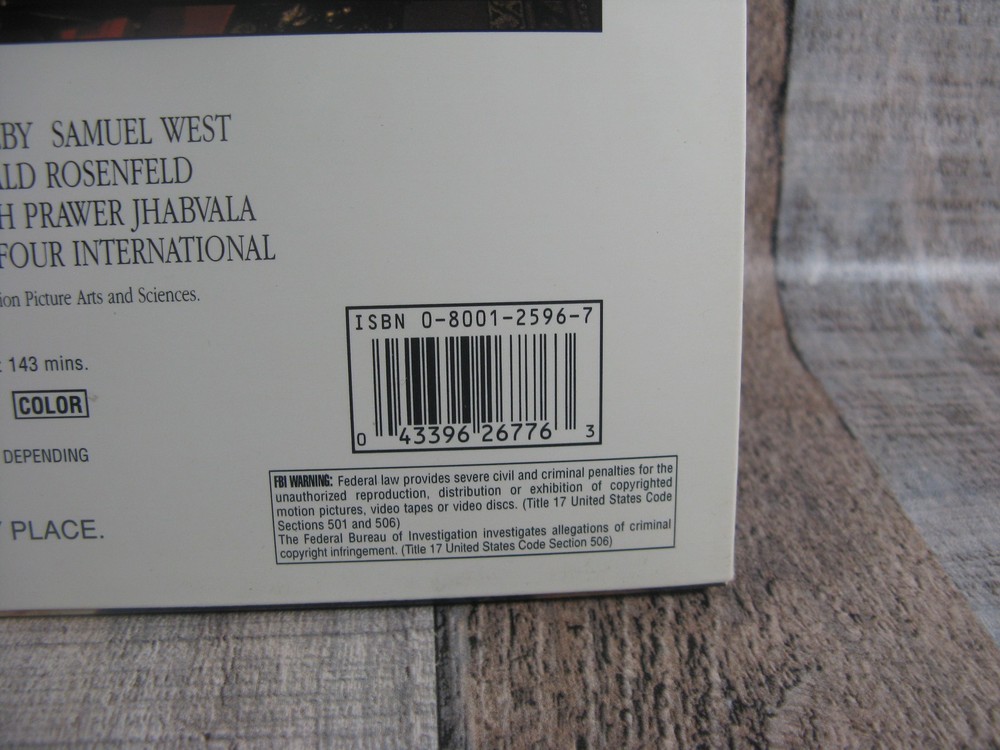 BY SAMUEL WEST
ALD ROSENFELD
H PRAWER JHABVALA
FOUR INTERNATIONAL
ion Picture Arts and Sciences.
: 143 mins.
COLOR
DEPENDING
PLACE.
ISBN 0-8001-2596-7
0 43396 26776 3
FBI WARNING: Federal law provides severe civil and criminal penalties for the
unauthorized reproduction, distribution or exhibition of copyrighted
motion pictures, video tapes or video discs. (Title 17 United States Code
Sections 501 and 506)
The Federal Bureau of Investigation investigates allegations of criminal
copyright infringement. (Title 17 United States Code Section 506)